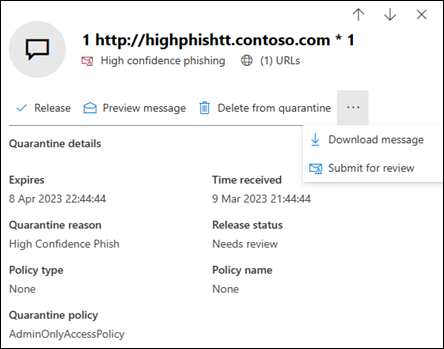 1 http://highphishtt.contoso.com * 1
High confidence phishing (1) URLs
Release Preview message Delete from quarantine ...
Download message
Submit for review
Quarantine details
Expires Time received
8 Apr 2023 22:44:44 9 Mar 2023 21:44:44
Quarantine reason Release status
High Confidence Phish Needs review
Policy type Policy name
None None
Quarantine policy
AdminOnlyAccessPolicy